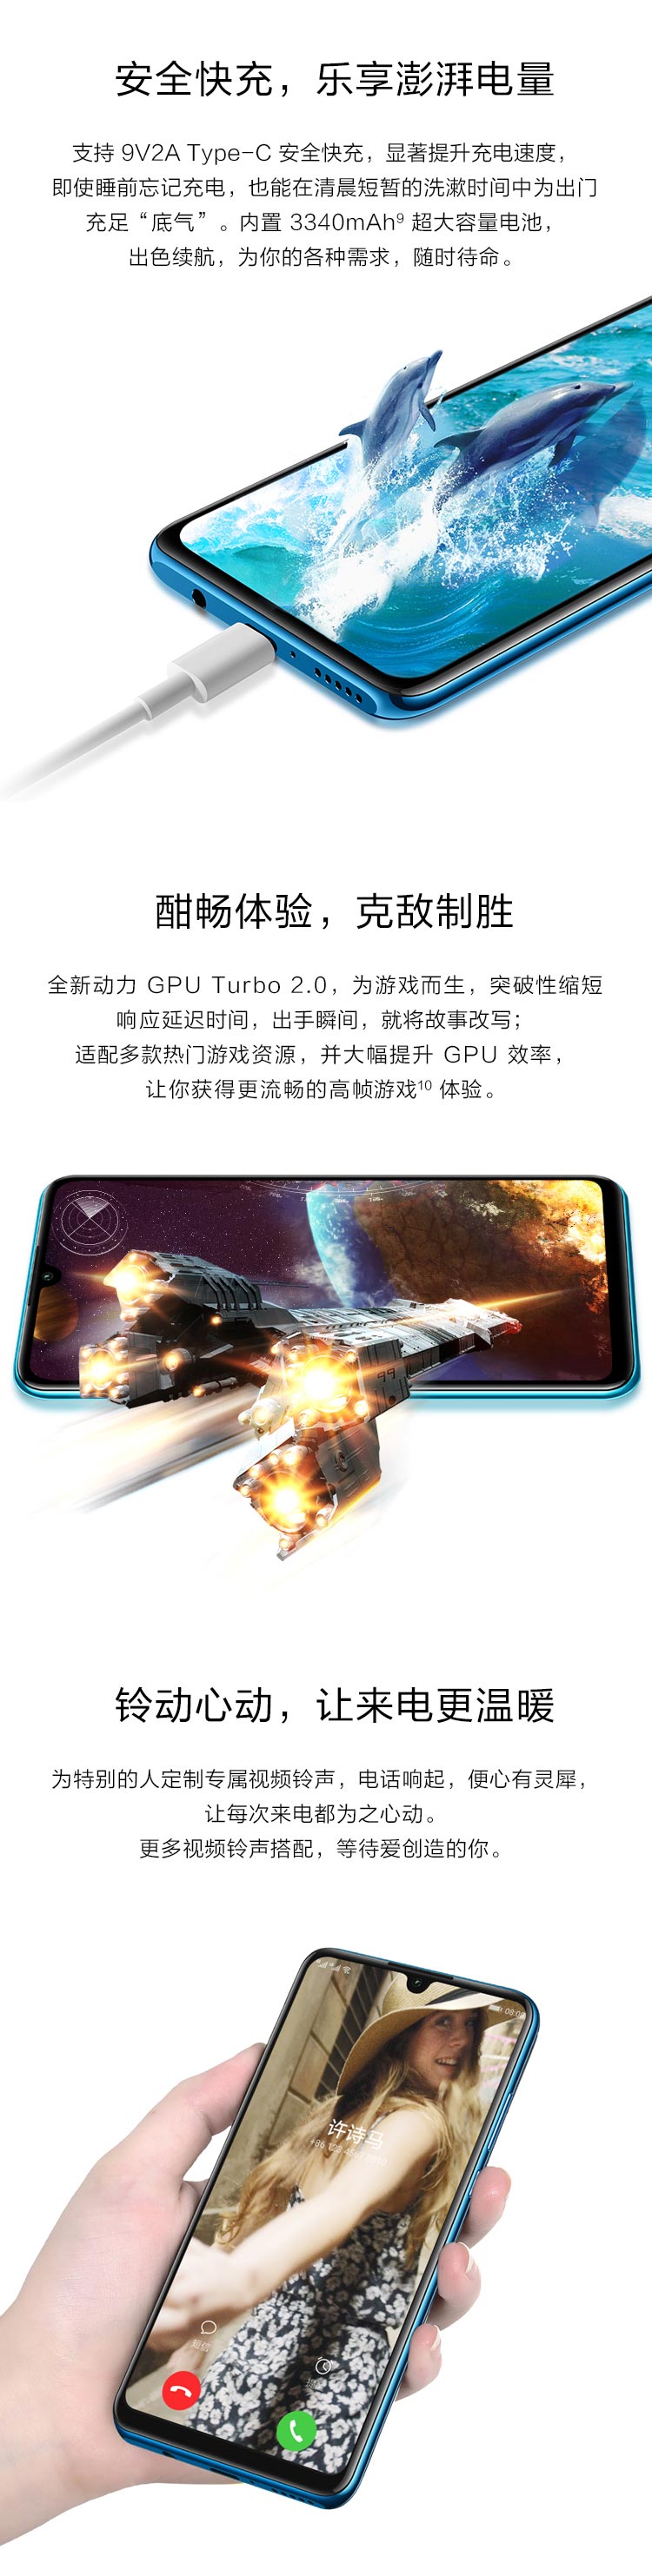 安全快充，乐享澎湃电量
支持 9V2A Type-C 安全快充，显著提升充电速度，
即使睡前忘记充电，也能在清晨短暂的洗漱时间中为出门
充足“底气”。内置 3340mAh⁹ 超大容量电池，
出色续航，为你的各种需求，随时待命。
酣畅体验，克敌制胜
全新动力 GPU Turbo 2.0，为游戏而生，突破性缩短
响应延迟时间，出手瞬间，就将故事改写；
适配多款热门游戏资源，并大幅提升 GPU 效率，
让你获得更流畅的高帧游戏¹⁰ 体验。
99
铃动心动，让来电更温暖
为特别的人定制专属视频铃声，电话响起，便心有灵犀，
让每次来电都为之心动。
更多视频铃声搭配，等待爱创造的你。
08:0
许诗马
+86
短信